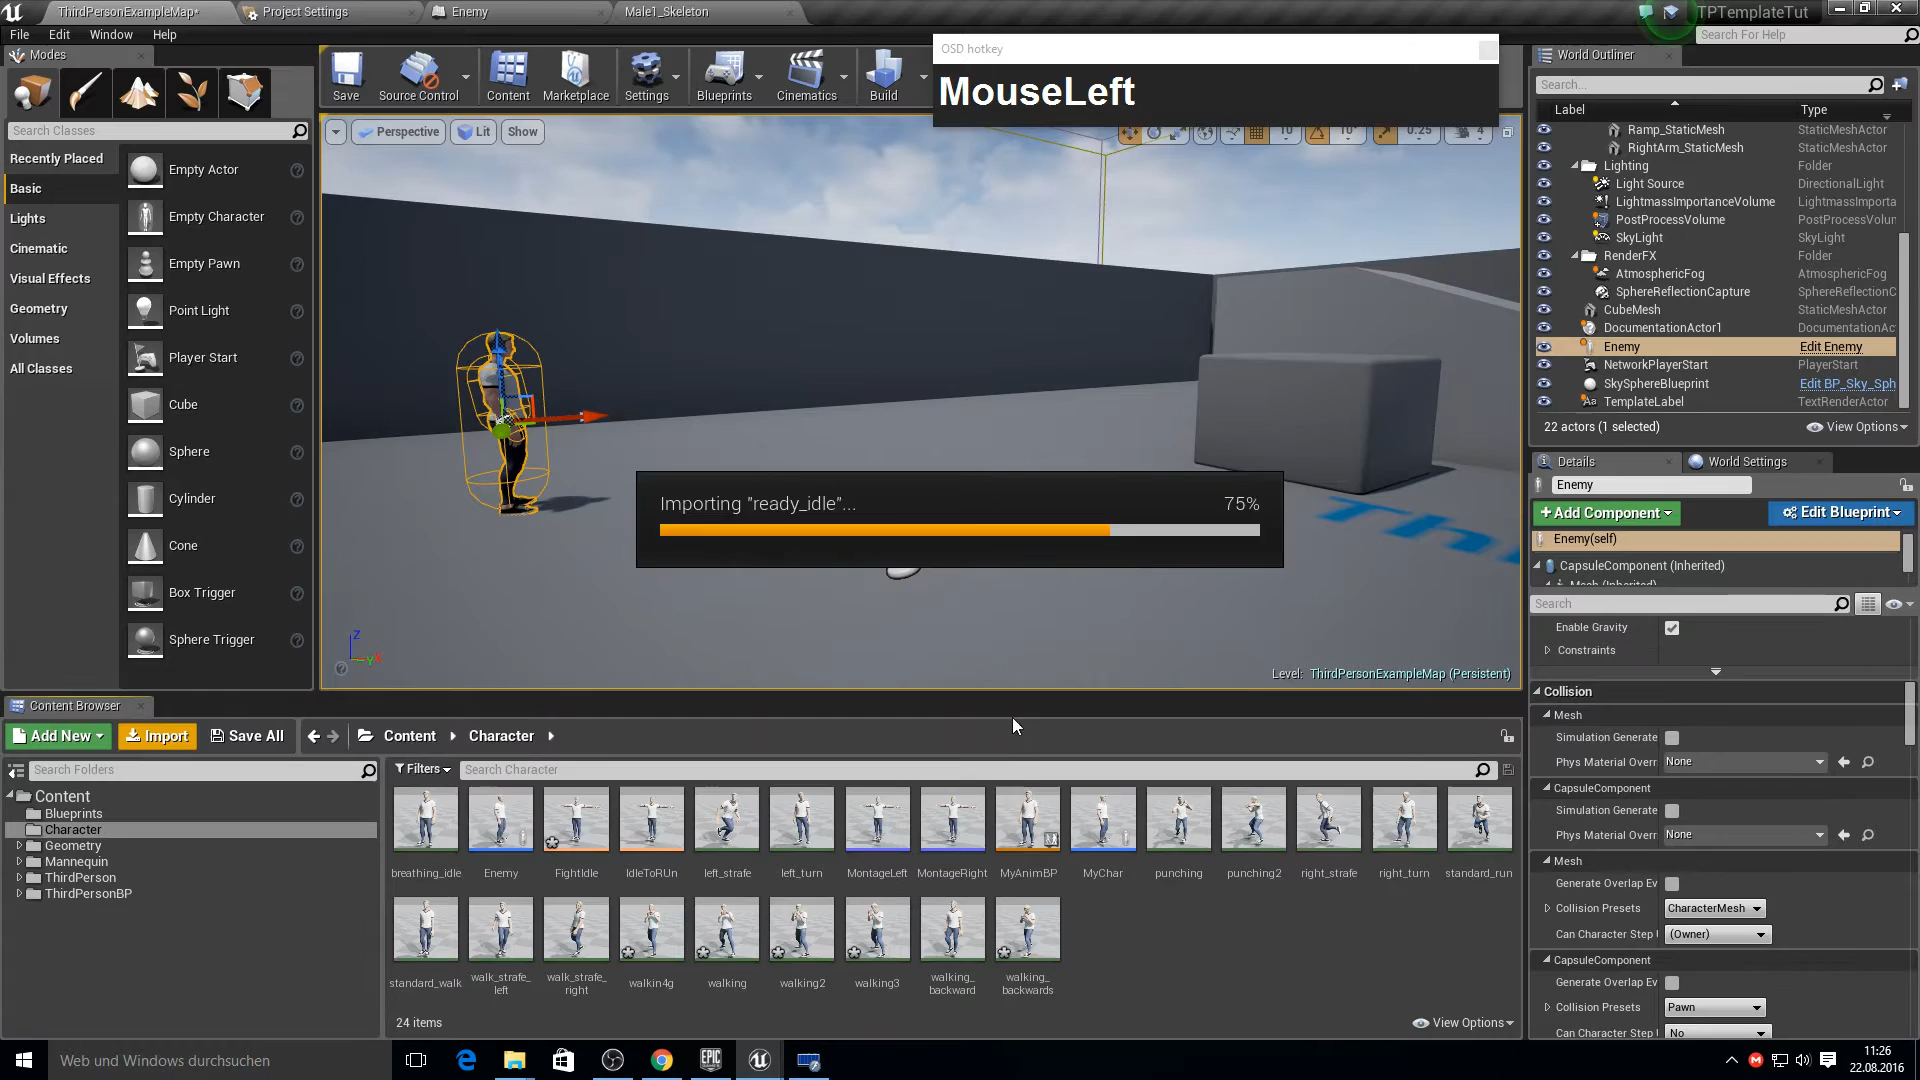 ThirdPersonExampleMap*
Project Settings
Enemy
Male1_Skeleton
TPTemplateTut
File Edit Window Help
Search For Help
Modes
Search Classes
Recently Placed
Basic
Lights
Cinematic
Visual Effects
Geometry
Volumes
All Classes
Empty Actor
Empty Character
Empty Pawn
Point Light
Player Start
Cube
Sphere
Cylinder
Cone
Box Trigger
Sphere Trigger
Save
Source Control
Content
Marketplace
Settings
Blueprints
Cinematics
Build
OSD hotkey
MouseLeft
Perspective
Lit
Show
10
10°
0.25
4
Importing "ready_idle"...
75%
Level: ThirdPersonExampleMap (Persistent)
World Outliner
Search...
Label Type
Ramp_StaticMesh StaticMeshActor
RightArm_StaticMesh StaticMeshActor
Lighting Folder
Light Source DirectionalLight
LightmassImportanceVolume LightmassImporta
PostProcessVolume PostProcessVolun
SkyLight SkyLight
RenderFX Folder
AtmosphericFog AtmosphericFog
SphereReflectionCapture SphereReflectionC
CubeMesh StaticMeshActor
DocumentationActor1 DocumentationAc
Enemy Edit Enemy
NetworkPlayerStart PlayerStart
SkySphereBlueprint Edit BP_Sky_Sph
TemplateLabel TextRenderActor
22 actors (1 selected)
View Options
Details
World Settings
Enemy
+Add Component
Edit Blueprint
Enemy(self)
CapsuleComponent (Inherited)
Mesh (Inherited)
Search
Enable Gravity
Constraints
Collision
Mesh
Simulation Generate
Phys Material Overr None
CapsuleComponent
Simulation Generate
Phys Material Overr None
Mesh
Generate Overlap Ev
Collision Presets CharacterMesh
Can Character Step (Owner)
CapsuleComponent
Generate Overlap Ev
Collision Presets Pawn
Can Character Step No
Content Browser
Add New
Import
Save All
Content
Character
Search Folders
Filters
Search Character
Content
Blueprints
Character
Geometry
Mannequin
ThirdPerson
ThirdPersonBP
breathing_idle
Enemy
FightIdle
IdleToRUn
left_strafe
left_turn
MontageLeft
MontageRight
MyAnimBP
MyChar
punching
punching2
right_strafe
right_turn
standard_run
standard_walk
walk_strafe_
left
walk_strafe_
right
walkin4g
walking
walking2
walking3
walking_
backward
walking_
backwards
24 items
View Options
Web und Windows durchsuchen
EPIC
11:26
22.08.2016